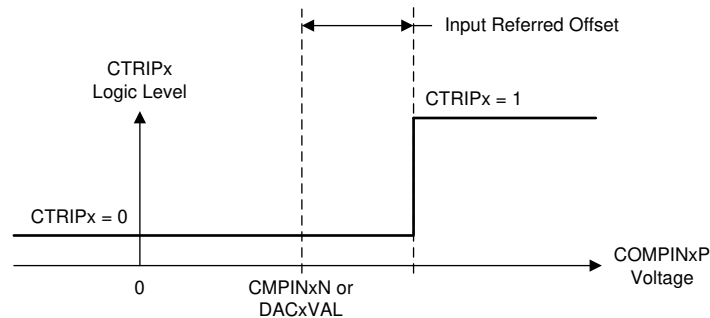 Input Referred Offset
CTRIPx
Logic Level
CTRIPx = 1
CTRIPx = 0
COMPINxP
Voltage
0
CMPINxN or
DACxVAL